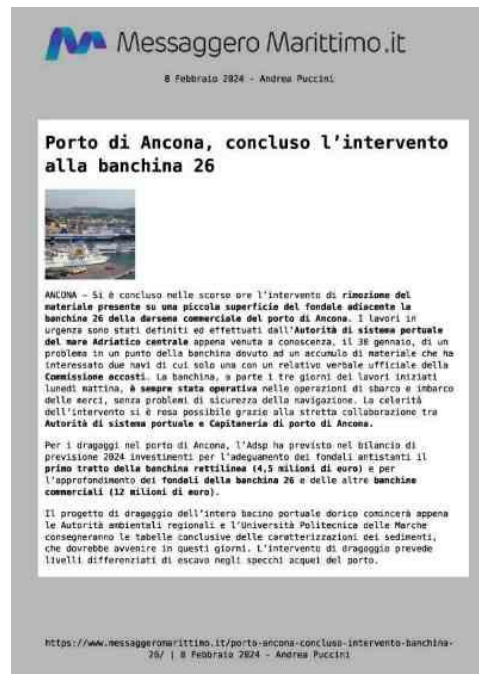 Messaggero Marittimo.it
8 Febbraio 2024 - Andrea Puccini
Porto di Ancona, concluso l'intervento
alla banchina 26
ANCONA – Si è concluso nelle scorse ore l'intervento di rimozione del
materiale presente su una piccola superficie del fondale adiacente la
banchina 26 della darsena commerciale del porto di Ancona. I lavori in
urgenza sono stati definiti ed effettuati dall'Autorità di sistema portuale
del mare Adriatico centrale appena venuta a conoscenza, il 30 gennaio, di un
problema in un punto della banchina dovuto ad un accumulo di materiale che ha
interessato due navi di cui solo una con un relativo verbale ufficiale della
Commissione accosti. La banchina, a parte i tre giorni dei lavori iniziati
lunedì mattina, è sempre stata operativa nelle operazioni di sbarco e imbarco
delle merci, senza problemi di sicurezza della navigazione. La celerità
dell'intervento si è resa possibile grazie alla stretta collaborazione tra
Autorità di sistema portuale e Capitaneria di porto di Ancona.
Per i dragaggi nel porto di Ancona, l'Adsp ha previsto nel bilancio di
previsione 2024 investimenti per l'adeguamento dei fondali antistanti il
primo tratto della banchina rettilinea (4,5 milioni di euro) e per
l'approfondimento dei fondali della banchina 26 e delle altre banchine
commerciali (12 milioni di euro).
Il progetto di dragaggio dell'intero bacino portuale dorico comincerà appena
le Autorità ambientali regionali e l'Università Politecnica delle Marche
consegneranno le tabelle conclusive delle caratterizzazioni dei sedimenti,
che dovrebbe avvenire in questi giorni. L'intervento di dragaggio prevede
livelli differenziati di escavo negli specchi acquei del porto.
https://www.messaggeromarittimo.it/porto-ancona-concluso-intervento-banchina-
26/ | 8 Febbraio 2024 - Andrea Puccini